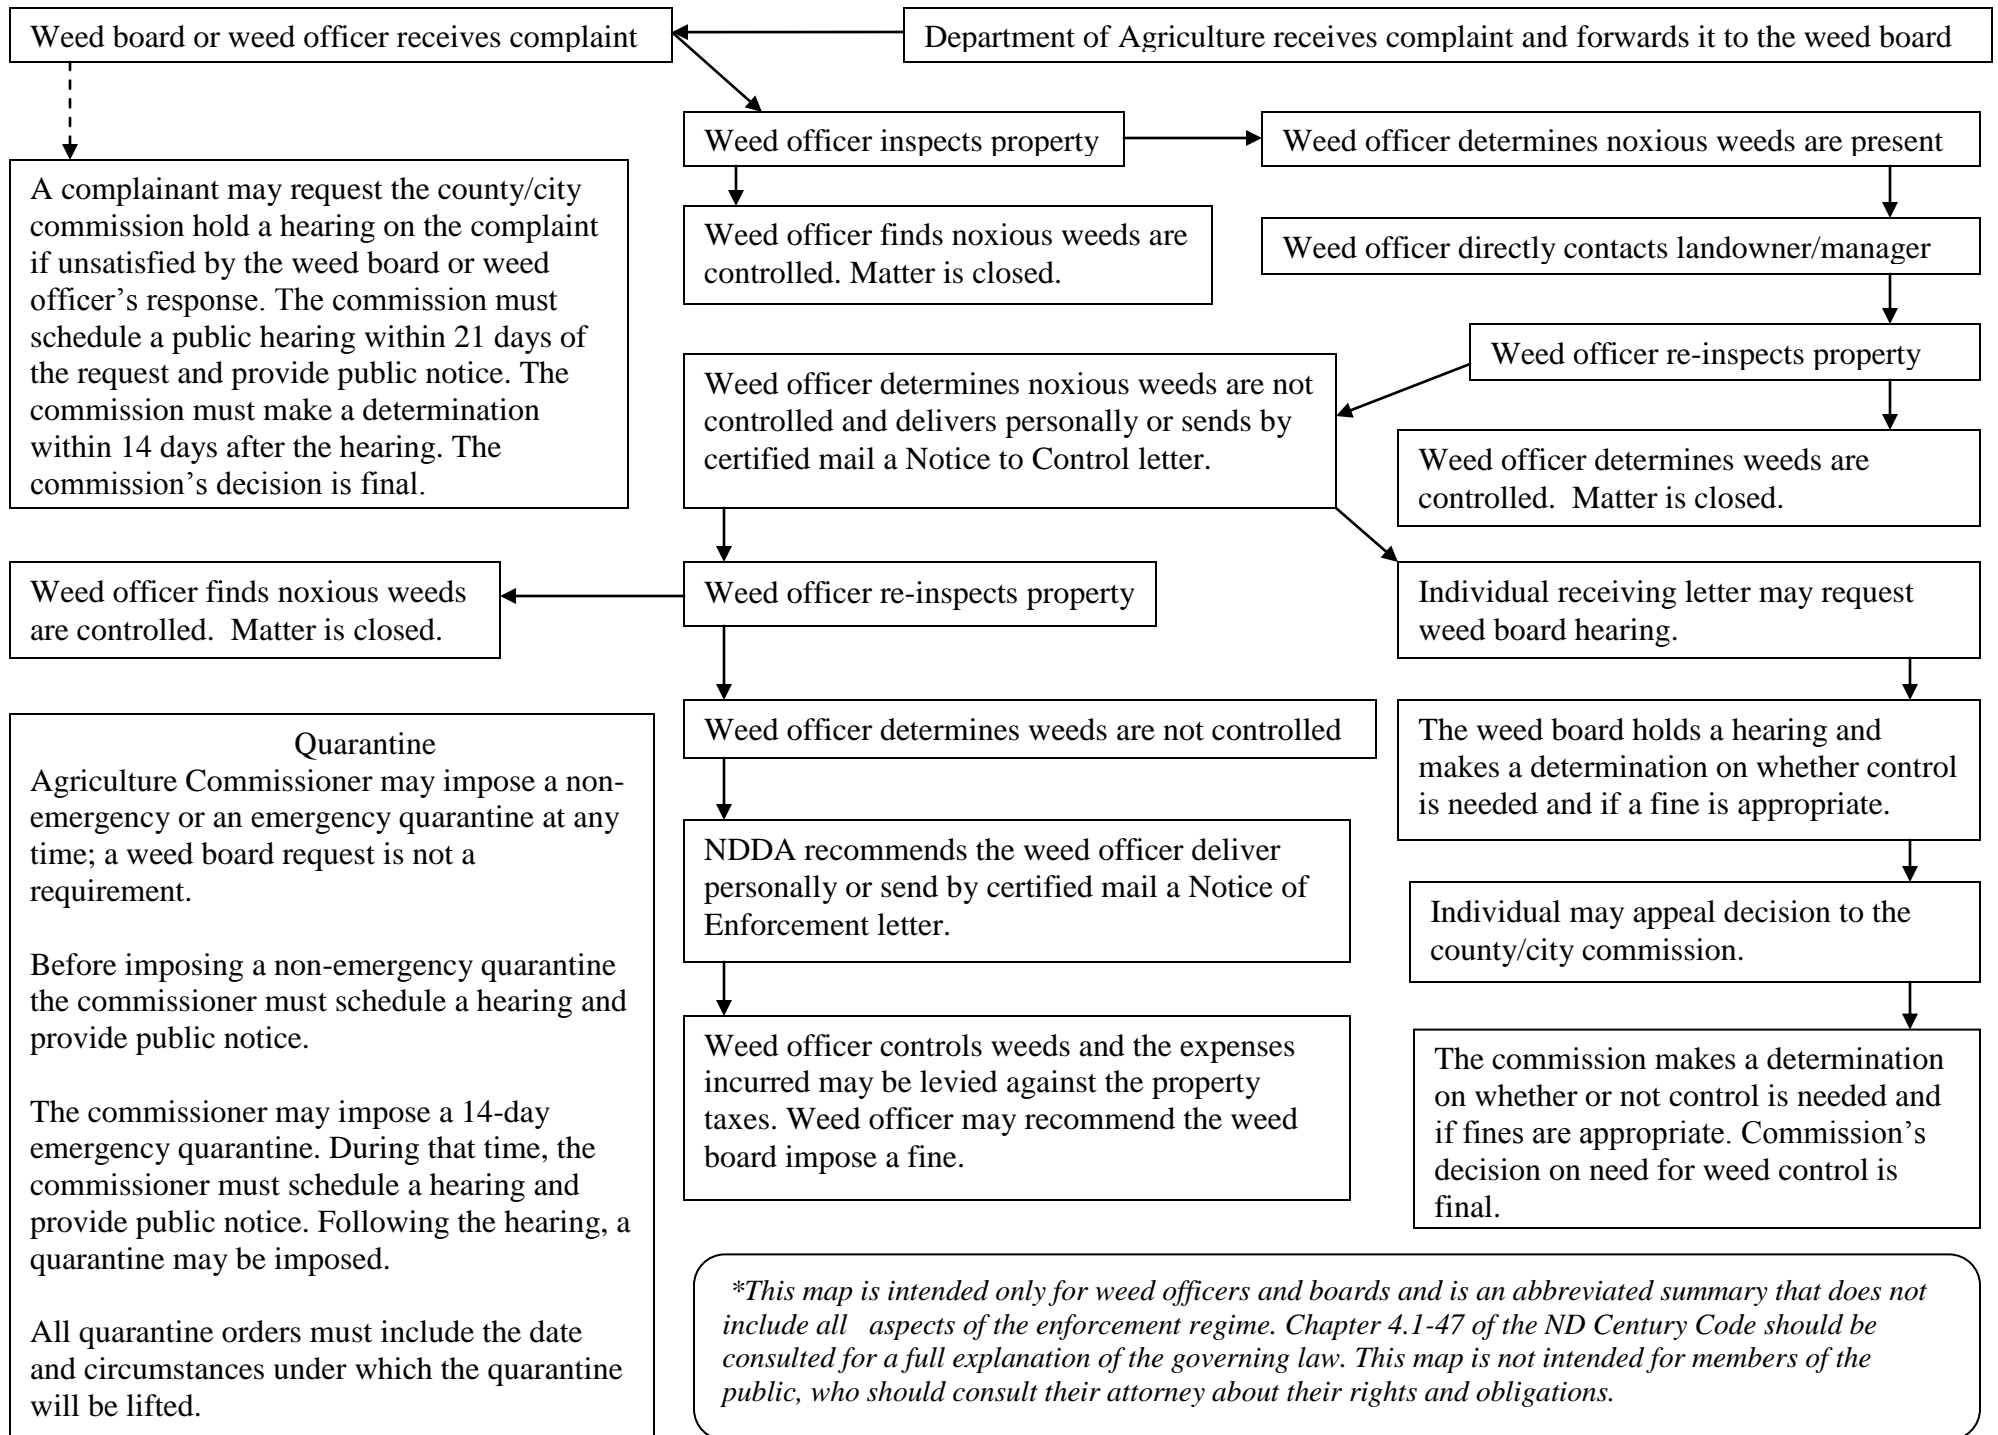 Weed board or weed officer receives complaint
Department of Agriculture receives complaint and forwards it to the weed board
Weed officer inspects property
Weed officer determines noxious weeds are present
A complainant may request the county/city
commission hold a hearing on the complaint
if unsatisfied by the weed board or weed
officer’s response. The commission must
schedule a public hearing within 21 days of
the request and provide public notice. The
commission must make a determination
within 14 days after the hearing. The
commission’s decision is final.
Weed officer finds noxious weeds are
controlled. Matter is closed.
Weed officer directly contacts landowner/manager
Weed officer re-inspects property
Weed officer determines noxious weeds are not
controlled and delivers personally or sends by
certified mail a Notice to Control letter.
Weed officer determines weeds are
controlled.  Matter is closed.
Weed officer finds noxious weeds
are controlled.  Matter is closed.
Weed officer re-inspects property
Individual receiving letter may request
weed board hearing.
Weed officer determines weeds are not controlled
The weed board holds a hearing and
makes a determination on whether control
is needed and if a fine is appropriate.
Quarantine
Agriculture Commissioner may impose a non-
emergency or an emergency quarantine at any
time; a weed board request is not a
requirement.
Before imposing a non-emergency quarantine
the commissioner must schedule a hearing and
provide public notice.
The commissioner may impose a 14-day
emergency quarantine. During that time, the
commissioner must schedule a hearing and
provide public notice. Following the hearing, a
quarantine may be imposed.
All quarantine orders must include the date
and circumstances under which the quarantine
will be lifted.
NDDA recommends the weed officer deliver
personally or send by certified mail a Notice of
Enforcement letter.
Individual may appeal decision to the
county/city commission.
Weed officer controls weeds and the expenses
incurred may be levied against the property
taxes. Weed officer may recommend the weed
board impose a fine.
The commission makes a determination
on whether or not control is needed and
if fines are appropriate. Commission’s
decision on need for weed control is
final.
*This map is intended only for weed officers and boards and is an abbreviated summary that does not
include all   aspects of the enforcement regime. Chapter 4.1-47 of the ND Century Code should be
consulted for a full explanation of the governing law. This map is not intended for members of the
public, who should consult their attorney about their rights and obligations.